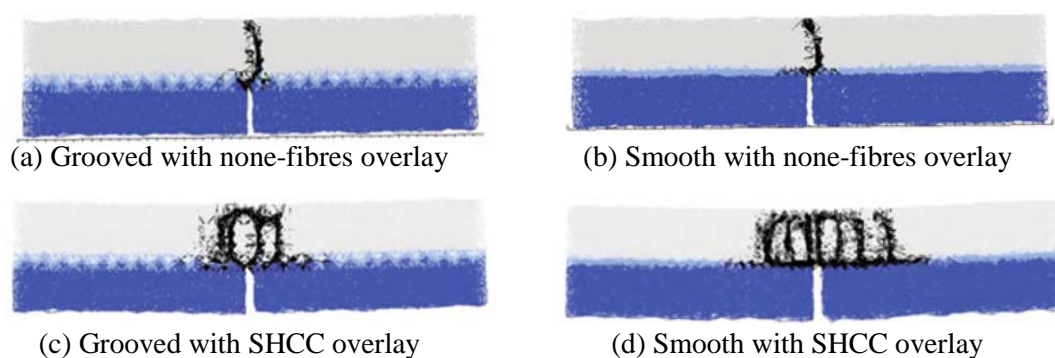 (a) Grooved with none-fibres overlay
(b) Smooth with none-fibres overlay
(c) Grooved with SHCC overlay
(d) Smooth with SHCC overlay